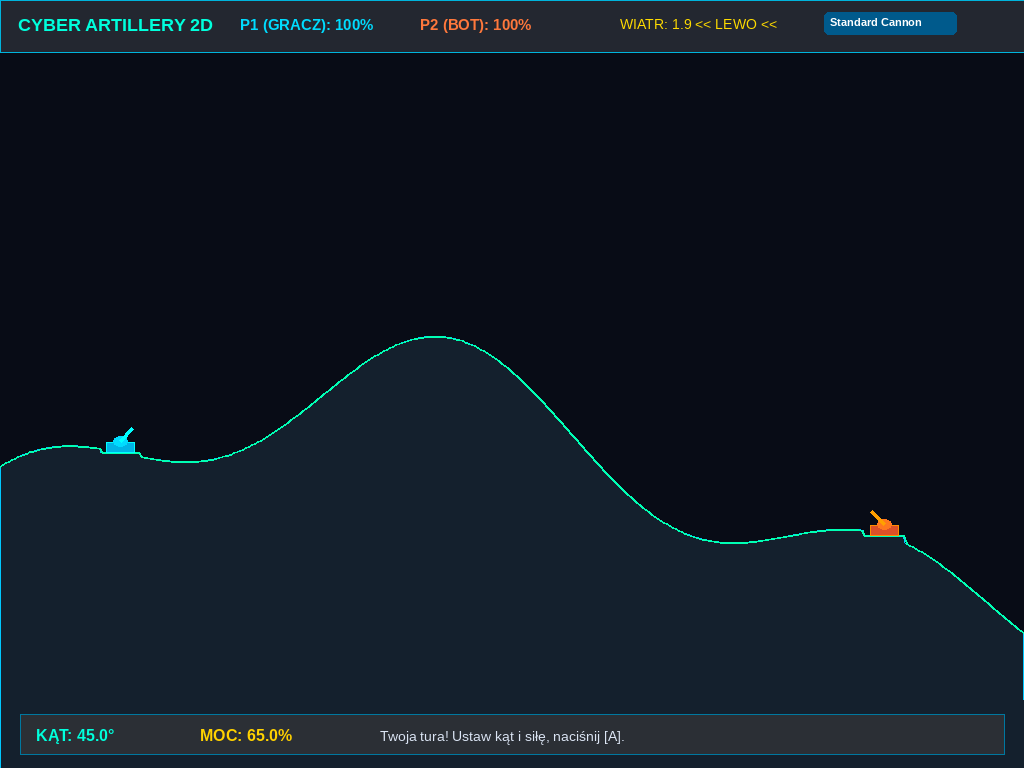 CYBER ARTILLERY 2D
P1 (GRACZ): 100%
P2 (BOT): 100%
WIATR: 1.9 << LEWO <<
Standard Cannon
KĄT: 45.0°
MOC: 65.0%
Twoja tura! Ustaw kąt i siłę, naciśnij [A].